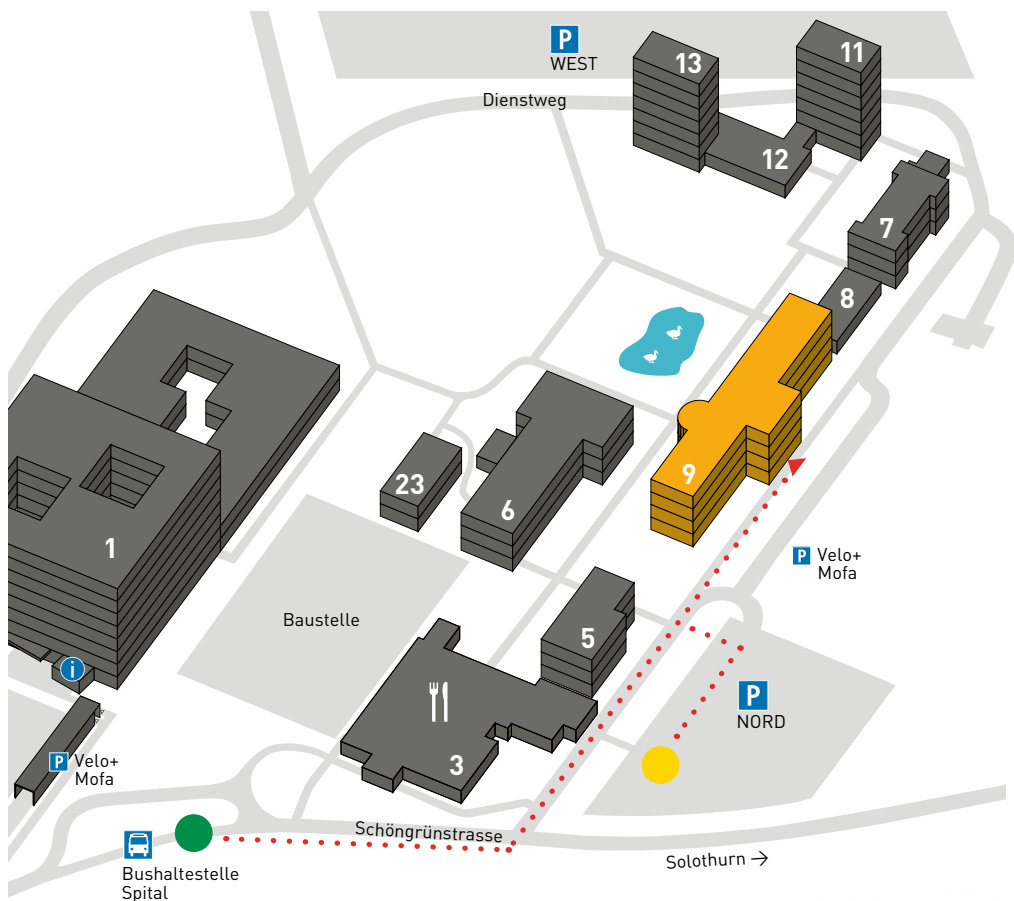 P
WEST
13
11
Dienstweg
12
7
8
9
23
6
1
P Velo+
Mofa
Baustelle
5
i
P
NORD
3
P Velo+
Mofa
Schöngrünstrasse
Solothurn →
Bushaltestelle
Spital